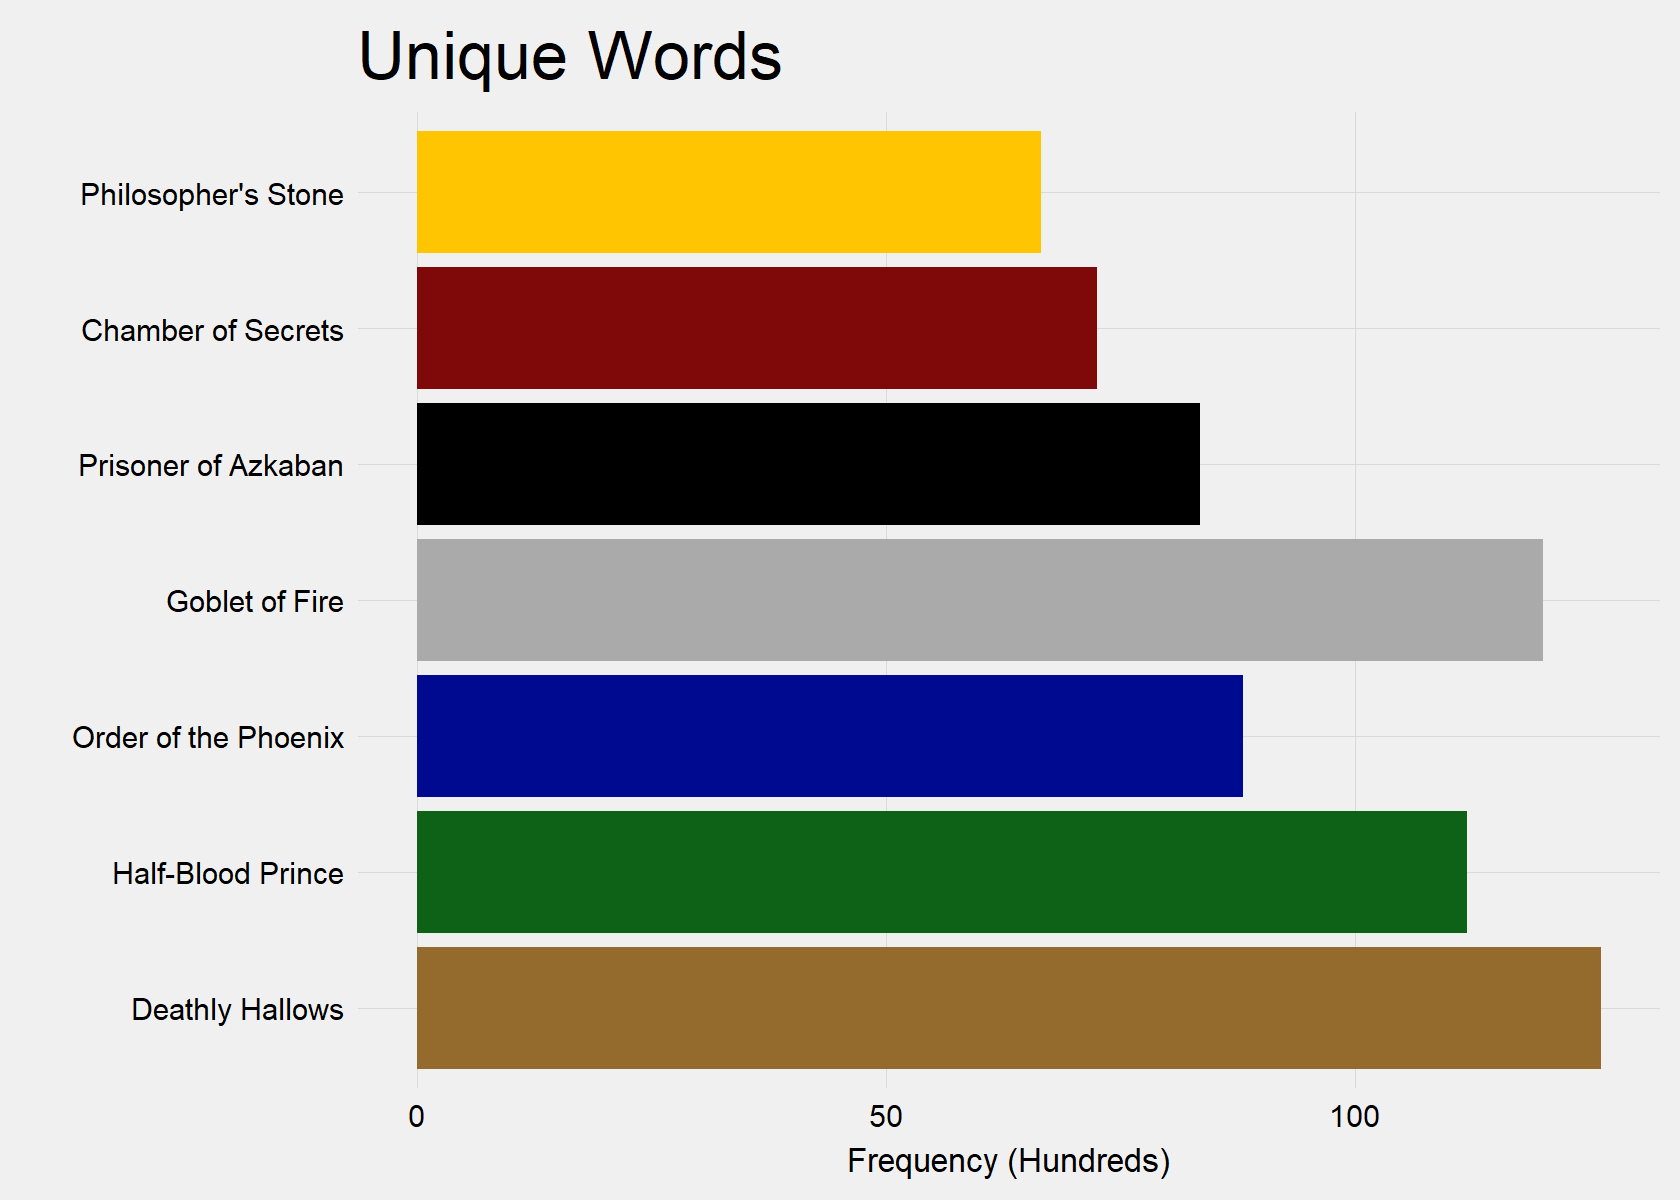 Unique Words
Philosopher's Stone
Chamber of Secrets
Prisoner of Azkaban
Goblet of Fire
Order of the Phoenix
Half-Blood Prince
Deathly Hallows
0 50 100
Frequency (Hundreds)